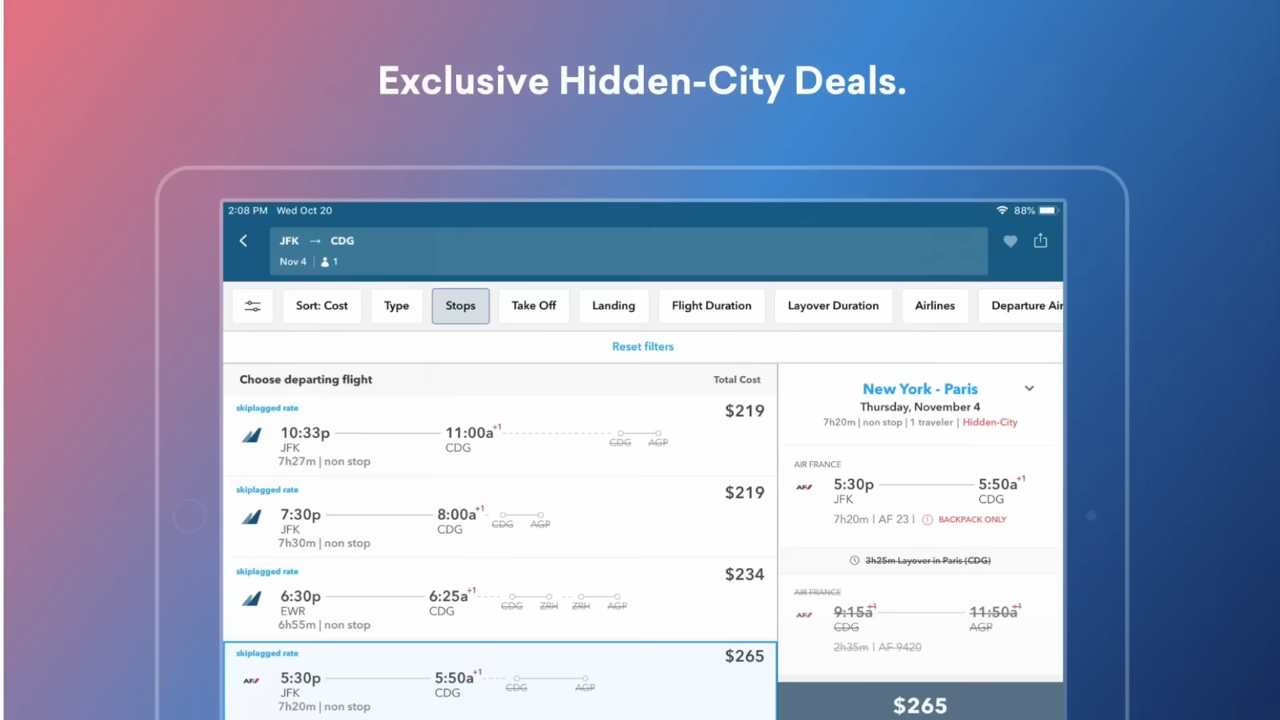 Exclusive Hidden-City Deals.
2:08 PM Wed Oct 20
88%
JFK → CDG
Nov 4 | 1
Sort: Cost
Type
Stops
Take Off
Landing
Flight Duration
Layover Duration
Airlines
Departure Air
Reset filters
Choose departing flight
Total Cost
skiplagged rate
$219
10:33p
11:00a+1
JFK
CDG
CDG
AGP
7h27m | non stop
skiplagged rate
$219
7:30p
8:00a+1
JFK
CDG
CDG
AGP
7h30m | non stop
skiplagged rate
$234
6:30p
6:25a+1
EWR
CDG
CDG
ZRH
ZRH
AGP
6h55m | non stop
skiplagged rate
$265
AF
5:30p
5:50a+1
JFK
CDG
CDG
AGP
7h20m | non stop
New York - Paris
Thursday, November 4
7h20m | non stop | 1 traveler | Hidden-City
AIR FRANCE
AF
5:30p
5:50a+1
JFK
CDG
7h20m | AF 23 | BACKPACK ONLY
3h25m Layover in Paris (CDG)
AIR FRANCE
AF
9:15a+1
11:50a+1
CDG
AGP
2h35m | AF 9420
$265